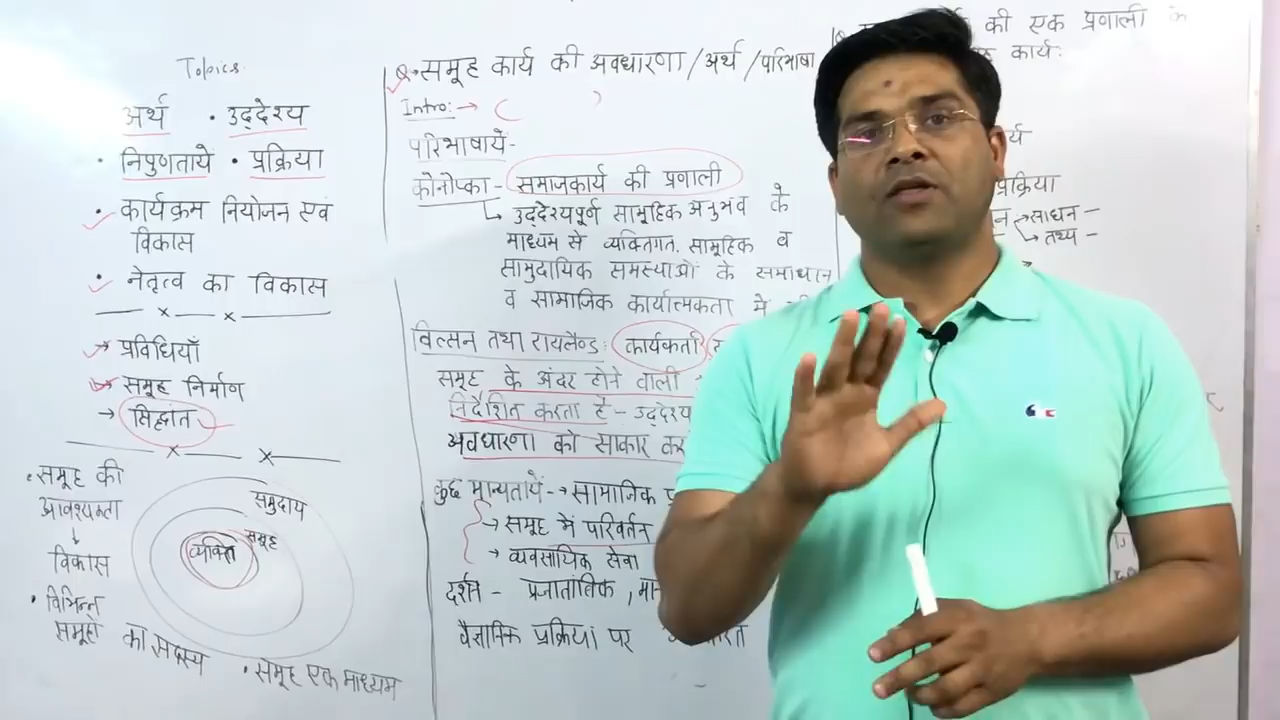 Topics
अर्थ • उद्देश्य
• निपुणतायें • प्रक्रिया
• कार्यक्रम नियोजन एवं
विकास
• नेतृत्व का विकास
→ प्रविधियाँ
→ समूह निर्माण
→ सिद्धांत
• समूह की
आवश्यकता
↓
विकास
• विभिन्न
समूहों का सदस्य
समुदाय
समूह
व्यक्ति
• समूह एक माध्यम
समूह कार्य की अवधारणा/अर्थ/परिभाषा
Intro: →
परिभाषायें-
कोनोप्का- समाजकार्य की प्रणाली
उद्देश्यपूर्ण सामूहिक अनुभव के
माध्यम से व्यक्तिगत, सामूहिक व
सामुदायिक समस्याओं के समाधान
व सामाजिक कार्यात्मकता में
विल्सन तथा रायलैण्ड: कार्यकर्ता
समूह के अंदर होने वाली
निर्देशित करता है - उद्देश्य
अवधारणा को साकार कर
कुछ मान्यतायें- → सामाजिक
→ समूह में परिवर्तन
→ व्यवसायिक सेवा
दर्शन - प्रजातांत्रिक,
वैज्ञानिक प्रक्रिया पर
की एक प्रणाली के
कार्य:
प्रक्रिया
साधन -
तथ्य -